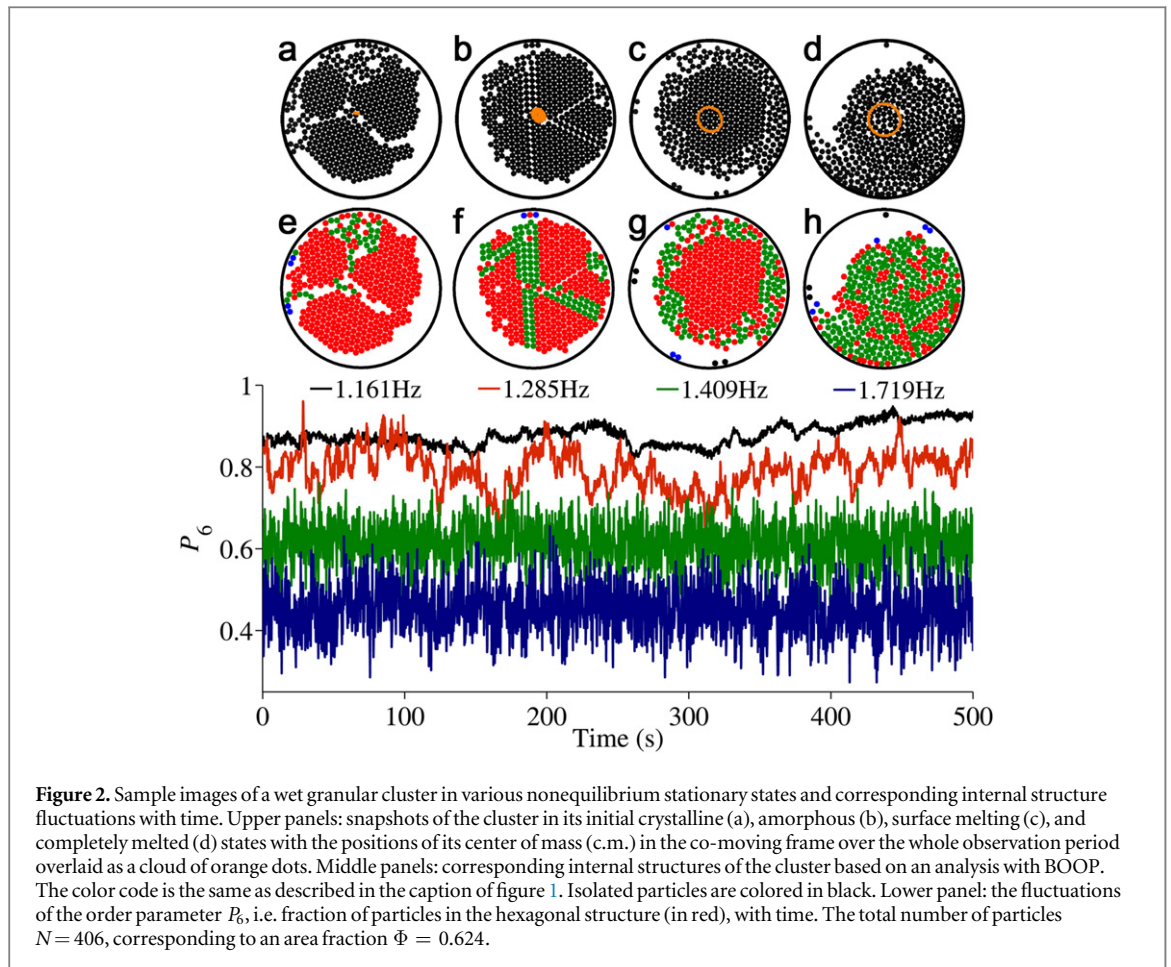 a b c d
e f g h
1 1.161Hz 1.285Hz 1.409Hz 1.719Hz
0.8
P6
0.6
0.4
0 100 200 300 400 500
Time (s)
Figure 2. Sample images of a wet granular cluster in various nonequilibrium stationary states and corresponding internal structure
fluctuations with time. Upper panels: snapshots of the cluster in its initial crystalline (a), amorphous (b), surface melting (c), and
completely melted (d) states with the positions of its center of mass (c.m.) in the co-moving frame over the whole observation period
overlaid as a cloud of orange dots. Middle panels: corresponding internal structures of the cluster based on an analysis with BOOP.
The color code is the same as described in the caption of figure 1. Isolated particles are colored in black. Lower panel: the fluctuations
of the order parameter P6, i.e. fraction of particles in the hexagonal structure (in red), with time. The total number of particles
N = 406, corresponding to an area fraction Φ = 0.624.